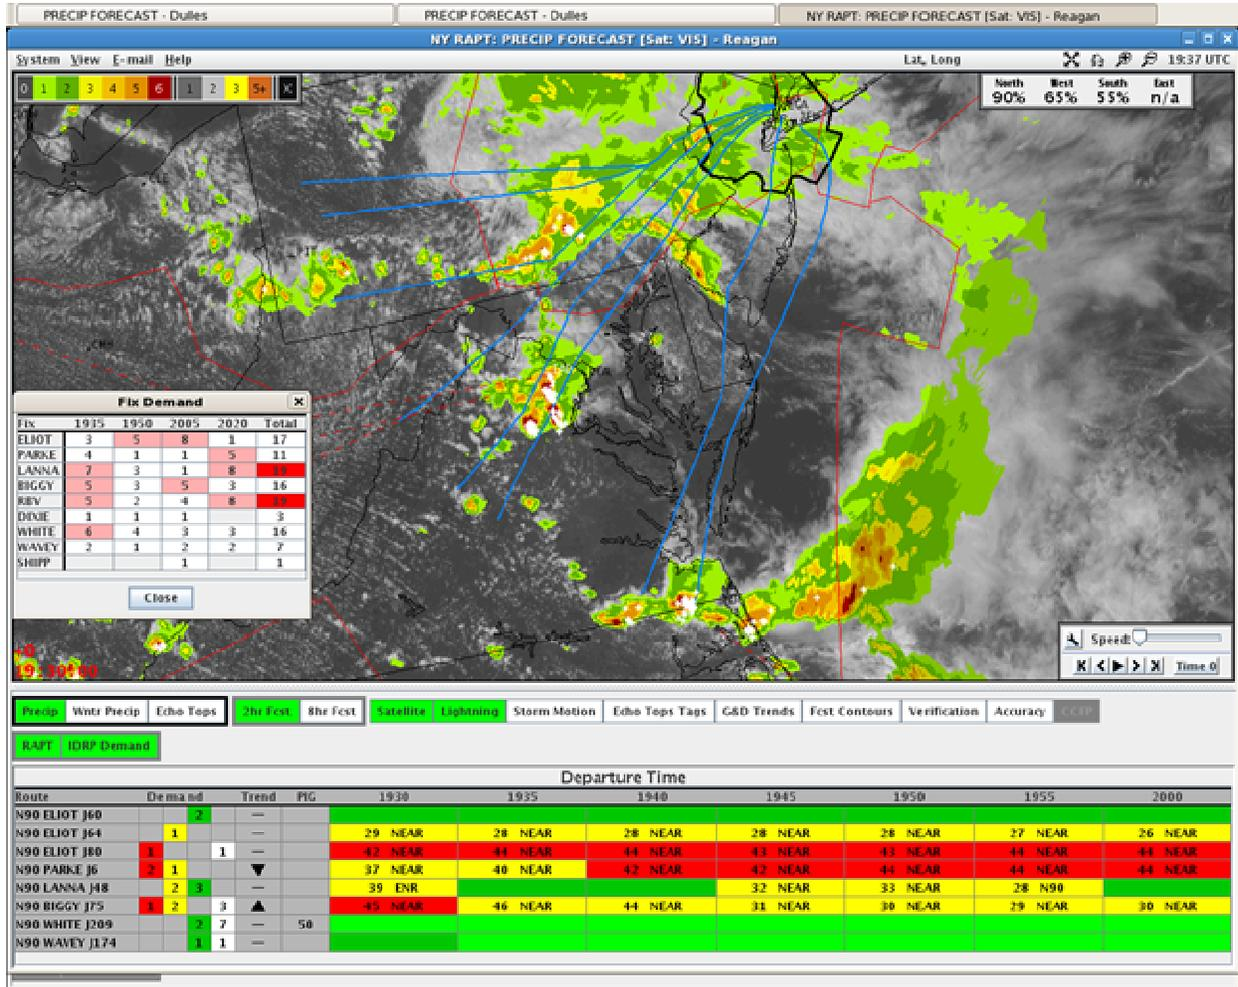 PRECIP FORECAST - Dulles
PRECIP FORECAST - Dulles
NY RAPT: PRECIP FORECAST [Sat: VIS] - Reagan
NY RAPT: PRECIP FORECAST [Sat: VIS] - Reagan
System View E-mail Help
Lat, Long
19:37 UTC
0 1 2 3 4 5 6 1 2 3 5+
North West South East
90% 65% 55% n/a
Fix Demand
Fix 1935 1950 2005 2020 Total
ELIOT 3 5 8 1 17
PARKE 4 1 1 5 11
LANNA 7 3 1 8 19
BIGGY 5 3 5 3 16
RBV 5 2 4 8 19
DIXIE 1 1 1 3
WHITE 6 4 3 3 16
WAVEY 2 1 2 2 7
SHIPP 1 1
Close
+0
19:30:00
Speed:
Time 0
Precip Wntr Precip Echo Tops 2hr Fcst 8hr Fcst Satellite Lightning Storm Motion Echo Tops Tags G&D Trends Fcst Contours Verification Accuracy CCFP
RAPT IDRP Demand
Departure Time
Route Demand Trend PIG 1930 1935 1940 1945 1950 1955 2000
N90 ELIOT J60 2 —
N90 ELIOT J64 1 — 29 NEAR 28 NEAR 28 NEAR 28 NEAR 28 NEAR 27 NEAR 26 NEAR
N90 ELIOT J80 1 1 — 42 NEAR 44 NEAR 44 NEAR 43 NEAR 43 NEAR 44 NEAR 44 NEAR
N90 PARKE J6 2 1 ▼ 37 NEAR 40 NEAR 42 NEAR 42 NEAR 44 NEAR 44 NEAR 44 NEAR
N90 LANNA J48 2 3 — 39 ENR 32 NEAR 33 NEAR 28 N90
N90 BIGGY J75 1 2 3 ▲ 45 NEAR 46 NEAR 44 NEAR 31 NEAR 30 NEAR 29 NEAR 30 NEAR
N90 WHITE J209 2 7 — 50
N90 WAVEY J174 1 1 —